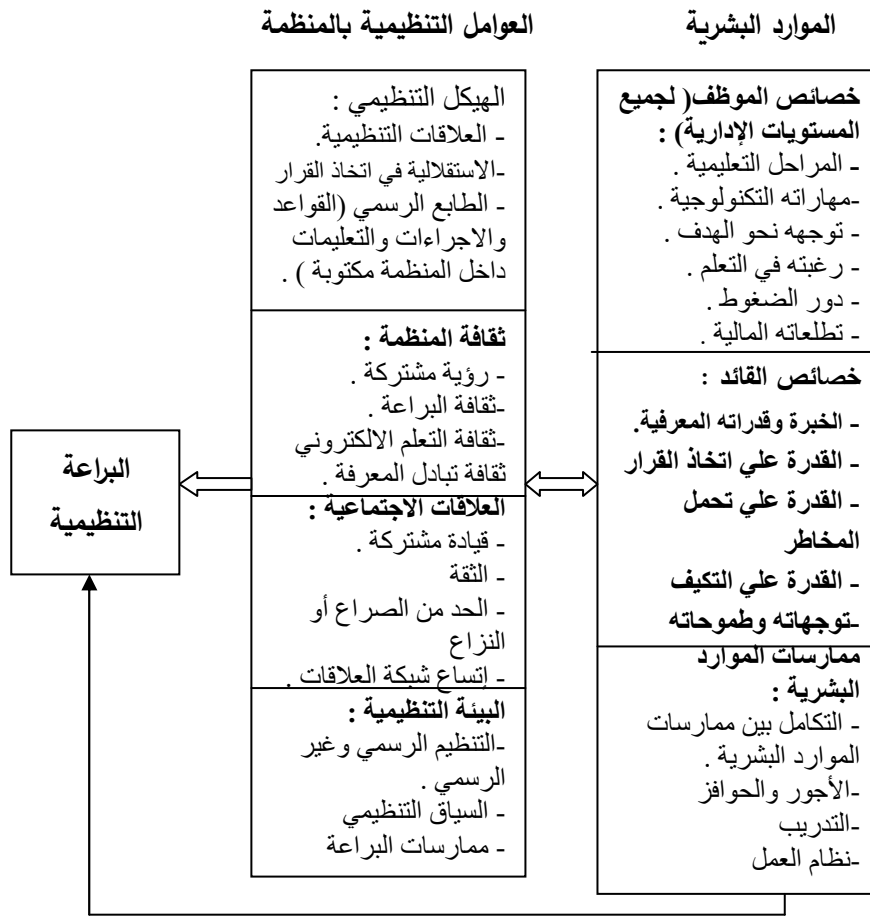 الموارد البشرية
خصائص الموظف( لجميع
المستويات الإدارية) :
- المراحل التعليمية .
-مهاراته التكنولوجية .
- توجهه نحو الهدف .
- رغبته في التعلم .
- دور الضغوط .
- تطلعاته المالية .
خصائص القائد :
- الخبرة وقدراته المعرفية.
- القدرة علي اتخاذ القرار
- القدرة علي تحمل
المخاطر
- القدرة علي التكيف
-توجهاته وطموحاته
ممارسات الموارد
البشرية :
- التكامل بين ممارسات
الموارد البشرية .
-الأجور والحوافز
-التدريب
-نظام العمل
العوامل التنظيمية بالمنظمة
الهيكل التنظيمي :
- العلاقات التنظيمية.
-الاستقلالية في اتخاذ القرار
- الطابع الرسمي (القواعد
والاجراءات والتعليمات
داخل المنظمة مكتوبة ) .
ثقافة المنظمة :
- رؤية مشتركة .
-ثقافة البراعة .
-ثقافة التعلم الالكتروني
ثقافة تبادل المعرفة .
العلاقات الاجتماعية :
- قيادة مشتركة .
- الثقة
- الحد من الصراع أو
النزاع
- إتساع شبكة العلاقات .
البيئة التنظيمية :
-التنظيم الرسمي وغير
الرسمي .
- السياق التنظيمي
- ممارسات البراعة
البراعة
التنظيمية